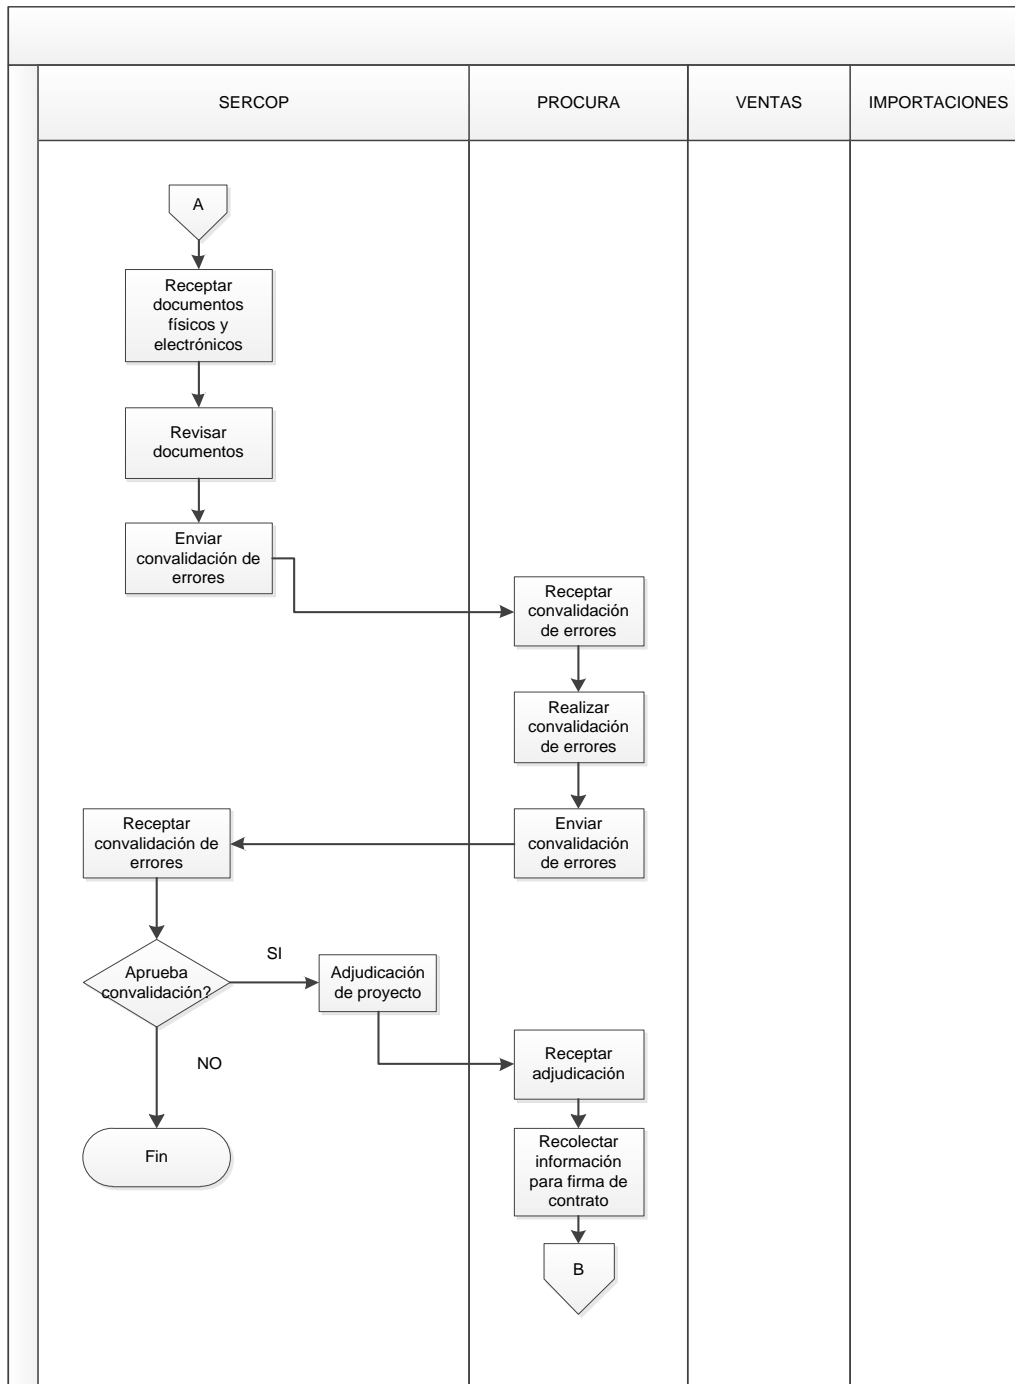 SERCOP
PROCURA
VENTAS
IMPORTACIONES
A
Receptar
documentos
físicos y
electrónicos
Revisar
documentos
Enviar
convalidación de
errores
Receptar
convalidación
de errores
Realizar
convalidación
de errores
Enviar
convalidación
de errores
Receptar
convalidación de
errores
Aprueba
convalidación?
SI
Adjudicación
de proyecto
NO
Fin
Receptar
adjudicación
Recolectar
información
para firma de
contrato
B